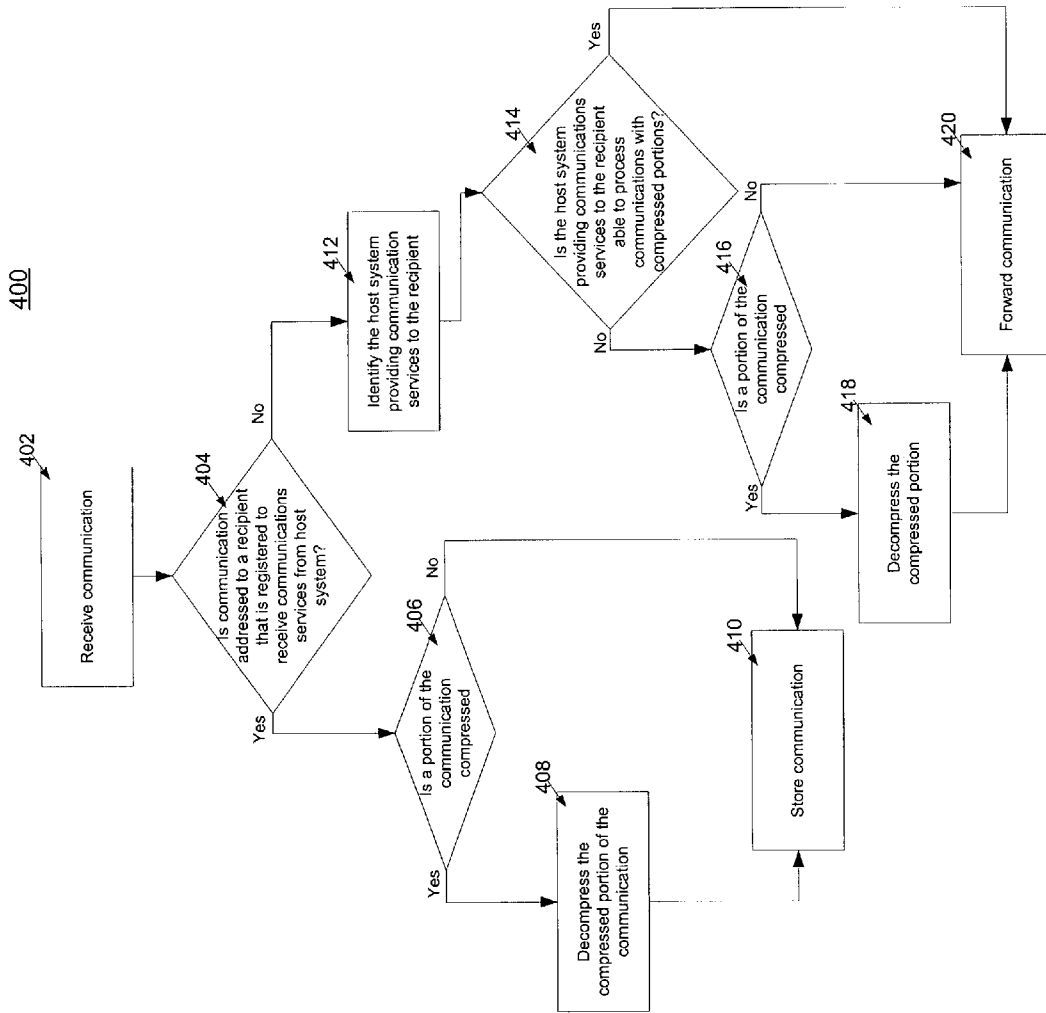 400
402
Receive communication
404
Is communication
addressed to a recipient
that is registered to
receive communications
services from host
system?
Yes
No
406
Is a portion of the
communication
compressed
Yes
No
408
Decompress the
compressed portion of the
communication
410
Store communication
412
Identify the host system
providing communication
services to the recipient
414
Is the host system
providing communications
services to the recipient
able to process
communications with
compressed portions?
No
Yes
416
Is a portion of the
communication
compressed
Yes
No
418
Decompress the
compressed portion
420
Forward communication